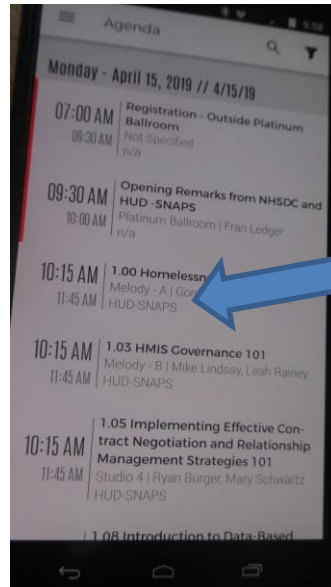 9:56
Agenda
Monday - April 15, 2019 // 4/15/19
07:00 AM
09:30 AM
Registration - Outside Platinum
Ballroom
Not Specified
n/a
09:30 AM
10:00 AM
Opening Remarks from NHSDC and
HUD -SNAPS
Platinum Ballroom | Fran Ledger
n/a
10:15 AM
11:45 AM
1.00
Melody - A |
HUD-SNAPS
10:15 AM
11:45 AM
1.03 HMIS Governance 101
Melody - B | Mike Lindsay, Leah Rainey
HUD-SNAPS
10:15 AM
11:45 AM
1.05 Implementing Effective Con-
tract Negotiation and Relationship
Management Strategies 101
Studio 4 | Ryan Burger, Mary Schwartz
HUD-SNAPS
1.08 Introduction to Data-Based